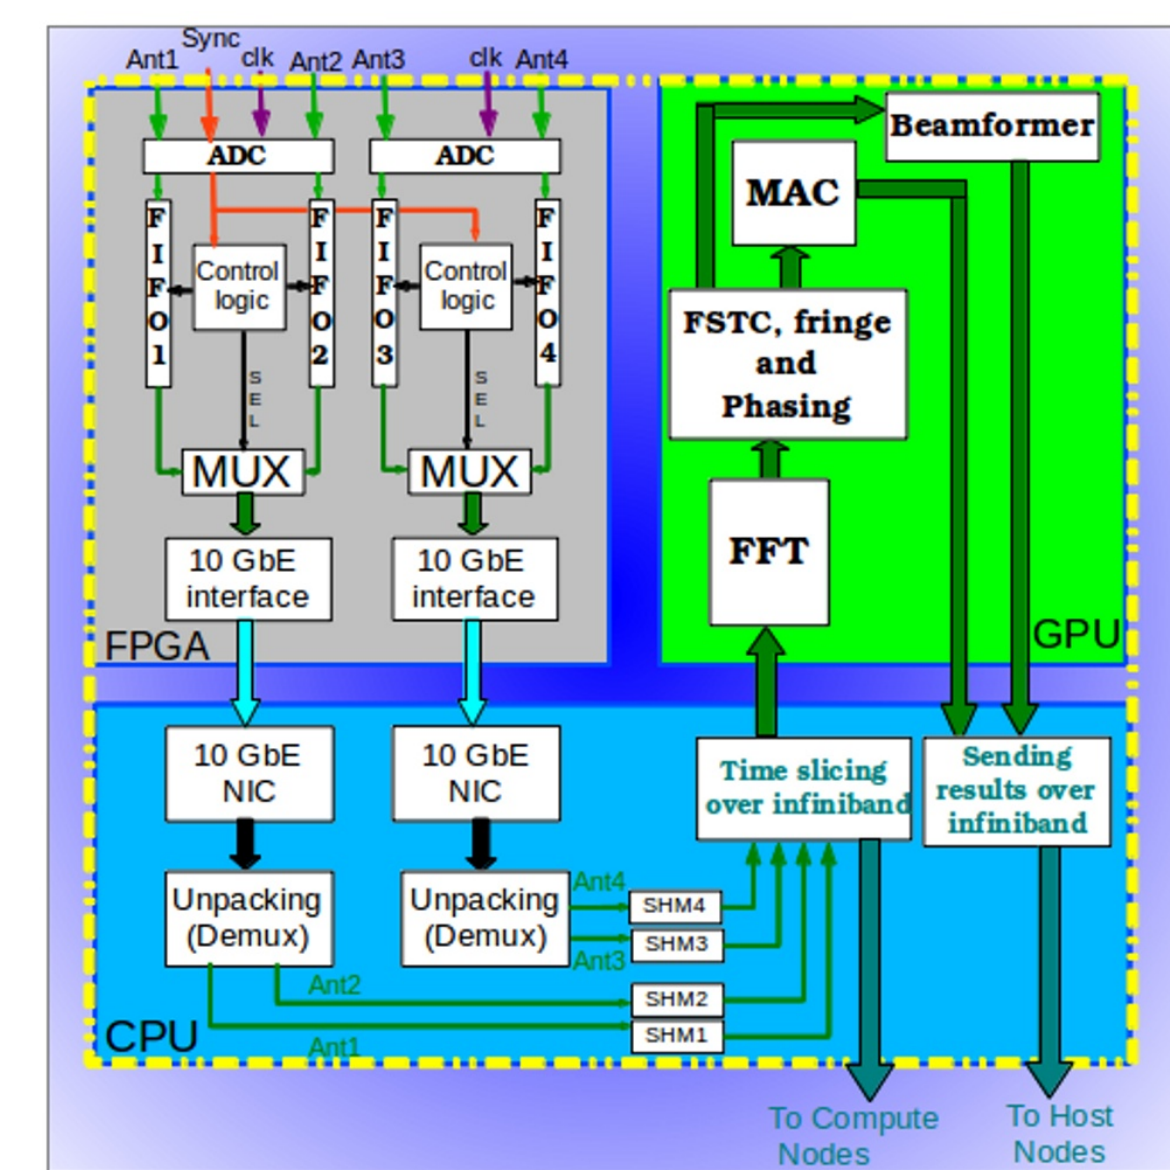 Sync
Ant1
clk
Ant2
Ant3
clk
Ant4
ADC
ADC
FIFO1
FIFO2
FIFO3
FIFO4
Control
logic
Control
logic
SEL
SEL
MUX
MUX
10 GbE
interface
10 GbE
interface
FPGA
Beamformer
MAC
FSTC, fringe
and
Phasing
FFT
GPU
10 GbE
NIC
10 GbE
NIC
Time slicing
over infiniband
Sending
results over
infiniband
Unpacking
(Demux)
Unpacking
(Demux)
Ant4
SHM4
SHM3
Ant3
Ant2
SHM2
SHM1
Ant1
CPU
To Compute
Nodes
To Host
Nodes